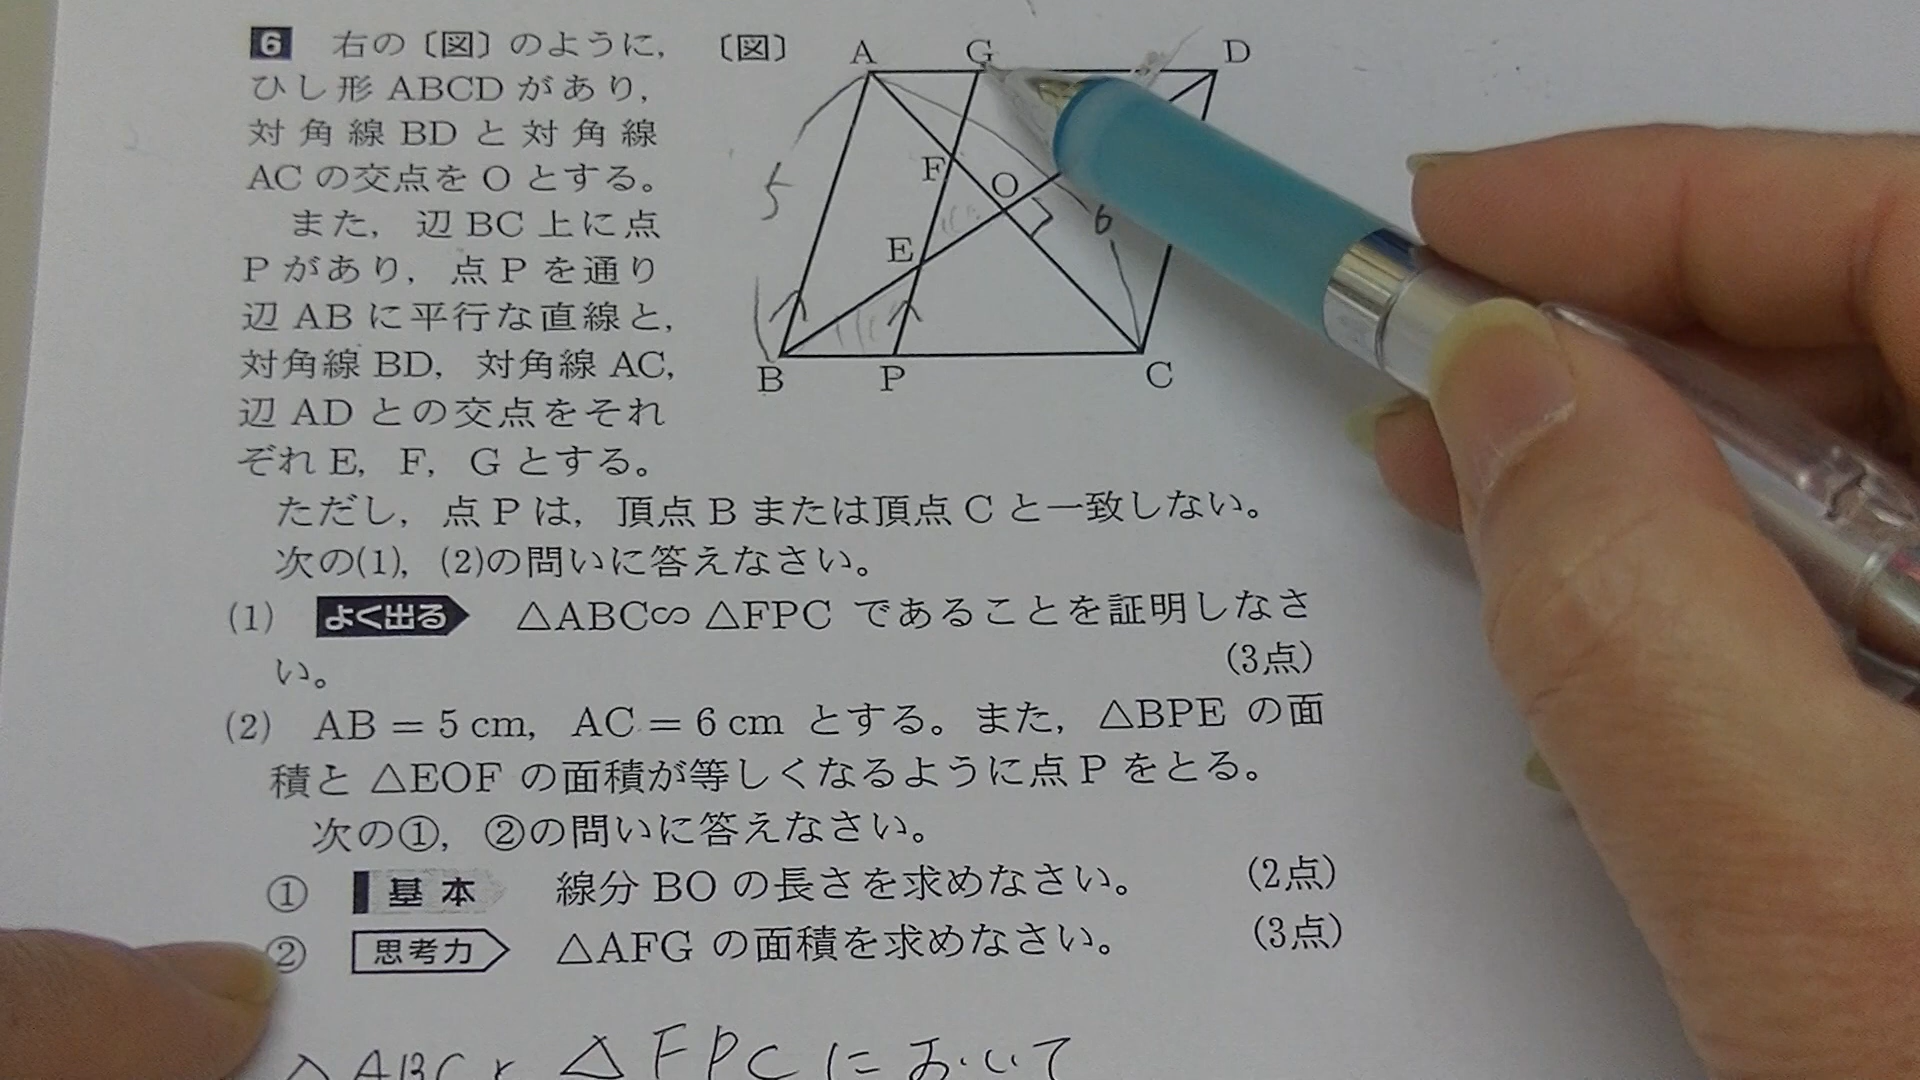 6 右の〔図〕のように,
ひし形 ABCD があり,
対角線 BD と対角線
AC の交点を O とする。
また, 辺 BC 上に点
P があり, 点 P を通り
辺 AB に平行な直線と,
対角線 BD, 対角線 AC,
辺 AD との交点をそれ
ぞれ E, F, G とする。
〔図〕
A G D
F O
5 6
E
B P C
ただし, 点 P は, 頂点 B または頂点 C と一致しない。
次の(1), (2)の問いに答えなさい。
(1) よく出る △ABC∽△FPC であることを証明しなさ
い。 (3点)
(2) AB = 5 cm, AC = 6 cm とする。また, △BPE の面
積と △EOF の面積が等しくなるように点 P をとる。
次の①, ②の問いに答えなさい。
① 基本 線分 BO の長さを求めなさい。 (2点)
② 思考力 △AFG の面積を求めなさい。 (3点)
△ABCと △FPCにおいて